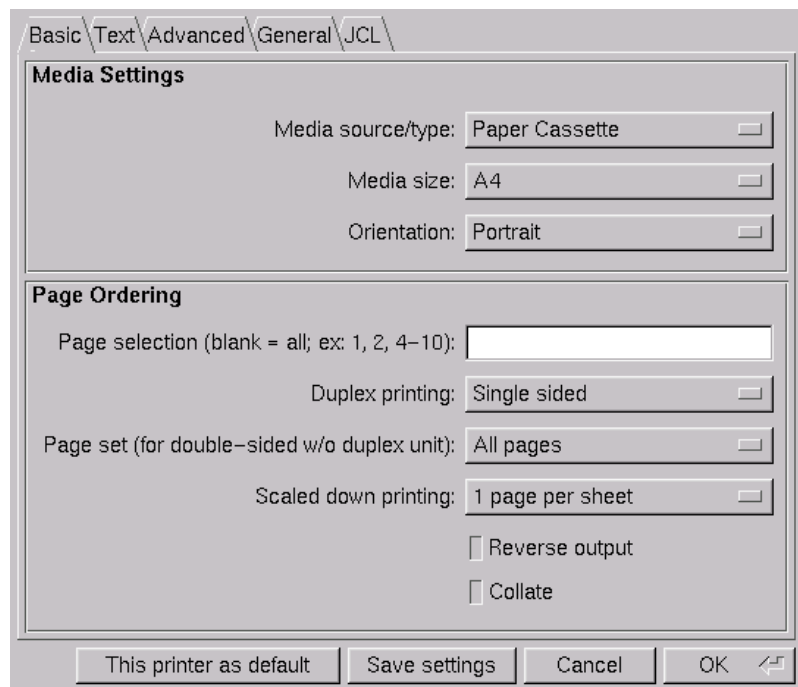 Basic Text Advanced General JCL
Media Settings
Media source/type: Paper Cassette
Media size: A4
Orientation: Portrait
Page Ordering
Page selection (blank = all; ex: 1, 2, 4–10):
Duplex printing: Single sided
Page set (for double–sided w/o duplex unit): All pages
Scaled down printing: 1 page per sheet
Reverse output
Collate
This printer as default Save settings Cancel OK